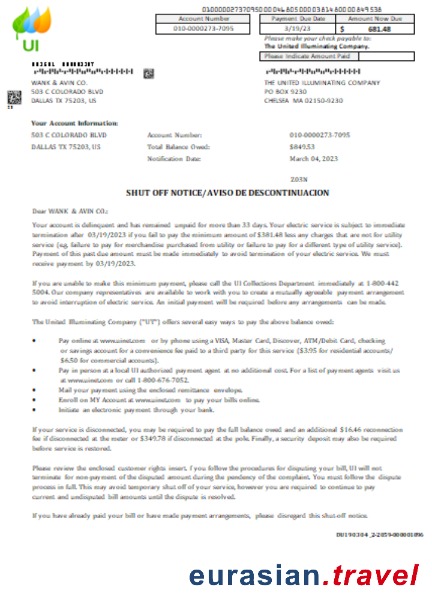 010000027370950000046805000381480000849538
Account Number
Payment Due Date
Amount Now Due
010-0000273-7095
3/19/23
$ 681.48
Please make your check payable to:
The United Illuminating Company.
Please Indicate Amount Paid
UI
WANK & AVIN CO.
503 C COLORADO BLVD
DALLAS TX 75203, US
THE UNITED ILLUMINATING COMPANY
PO BOX 9230
CHELSEA MA 02150-9230
Your Account Information:
503 C COLORADO BLVD
DALLAS TX 75203, US
Account Number: 010-0000273-7095
Total Balance Owed: $849.53
Notification Date: March 04, 2023
Z03N
SHUT OFF NOTICE/AVISO DE DESCONTINUACION
Dear WANK & AVIN CO.:
Your account is delinquent and has remained unpaid for more than 33 days. Your electric service is subject to immediate
termination after 03/19/2023 if you fail to pay the minimum amount of $381.48 less any charges that are not for utility
service (e.g, failure to pay for merchandise purchased from utility or failure to pay for a different type of utility service).
Payment of this past due amount must be made immediately to avoid termination of your electric service. We must
receive payment by 03/19/2023.
If you are unable to make this minimum payment, please call the UI Collections Department immediately at 1-800-442
5004. Our company representatives are available to work with you to create a mutually agreeable payment arrangement
to avoid interruption of electric service. An initial payment will be required before any arrangements can be made.
The United Illuminating Company ("UT") offers several easy ways to pay the above balance owed:
• Pay online at www.uinet.com or by phone using a VISA, Master Card, Discover, ATM/Debit Card, checking
or savings account for a convenience fee paid to a third party for this service ($3.95 for residential accounts/
$6.50 for commercial accounts).
• Pay in person at a local UI authorized payment agent at no additional cost. For a list of payment agents visit us
at www.uinet.com or call 1-800-676-7052.
• Mail your payment using the enclosed remittance envelope.
• Enroll on MY Account at www.uinet.com to pay your bills online.
• Initiate an electronic payment through your bank.
If your service is disconnected, you may be required to pay the full balance owed and an additional $16.46 reconnection
fee if disconnected at the meter or $349.78 if disconnected at the pole. Finally, a security deposit may also be required
before service is restored.
Please review the enclosed customer rights insert. I you follow the procedures for disputing your bill, UI will not
terminate for non-payment of the disputed amount during the pendency of the complaint. You must follow the dispute
process in full. This may avoid temporary shut off of your service, however you are required to continue to pay
current and undisputed bill amounts until the dispute is resolved.
If you have already paid your bill or have made payment arrangements, please disregard this shut-off notice.
eurasian.travel